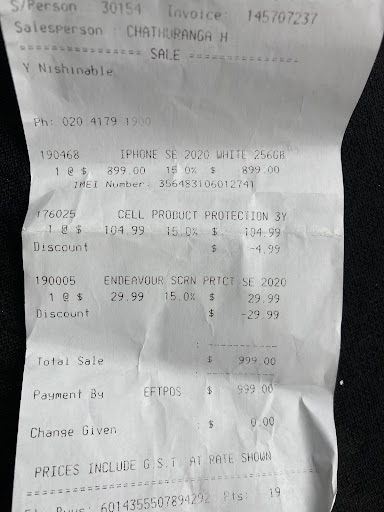 S/Person : 30154 Invoice: 145707237
Salesperson : CHATHURANGA H
================ SALE ================
Y Nishinable
Ph: 020 4179 1900
190468 IPHONE SE 2020 WHITE 256GB
1 @ $ 899.00 15.0% $ 899.00
IMEI Number: 356483106012741
176025 CELL PRODUCT PROTECTION 3Y
1 @ $ 104.99 15.0% $ 104.99
Discount $ -4.99
190005 ENDEAVOUR SCRN PRTCT SE 2020
1 @ $ 29.99 15.0% $ 29.99
Discount $ -29.99
Total Sale $ 999.00
Payment By EFTPOS $ 999.00
Change Given : $ 0.00
PRICES INCLUDE G.S.T. AT RATE SHOWN
6014355507894292 Pts: 19